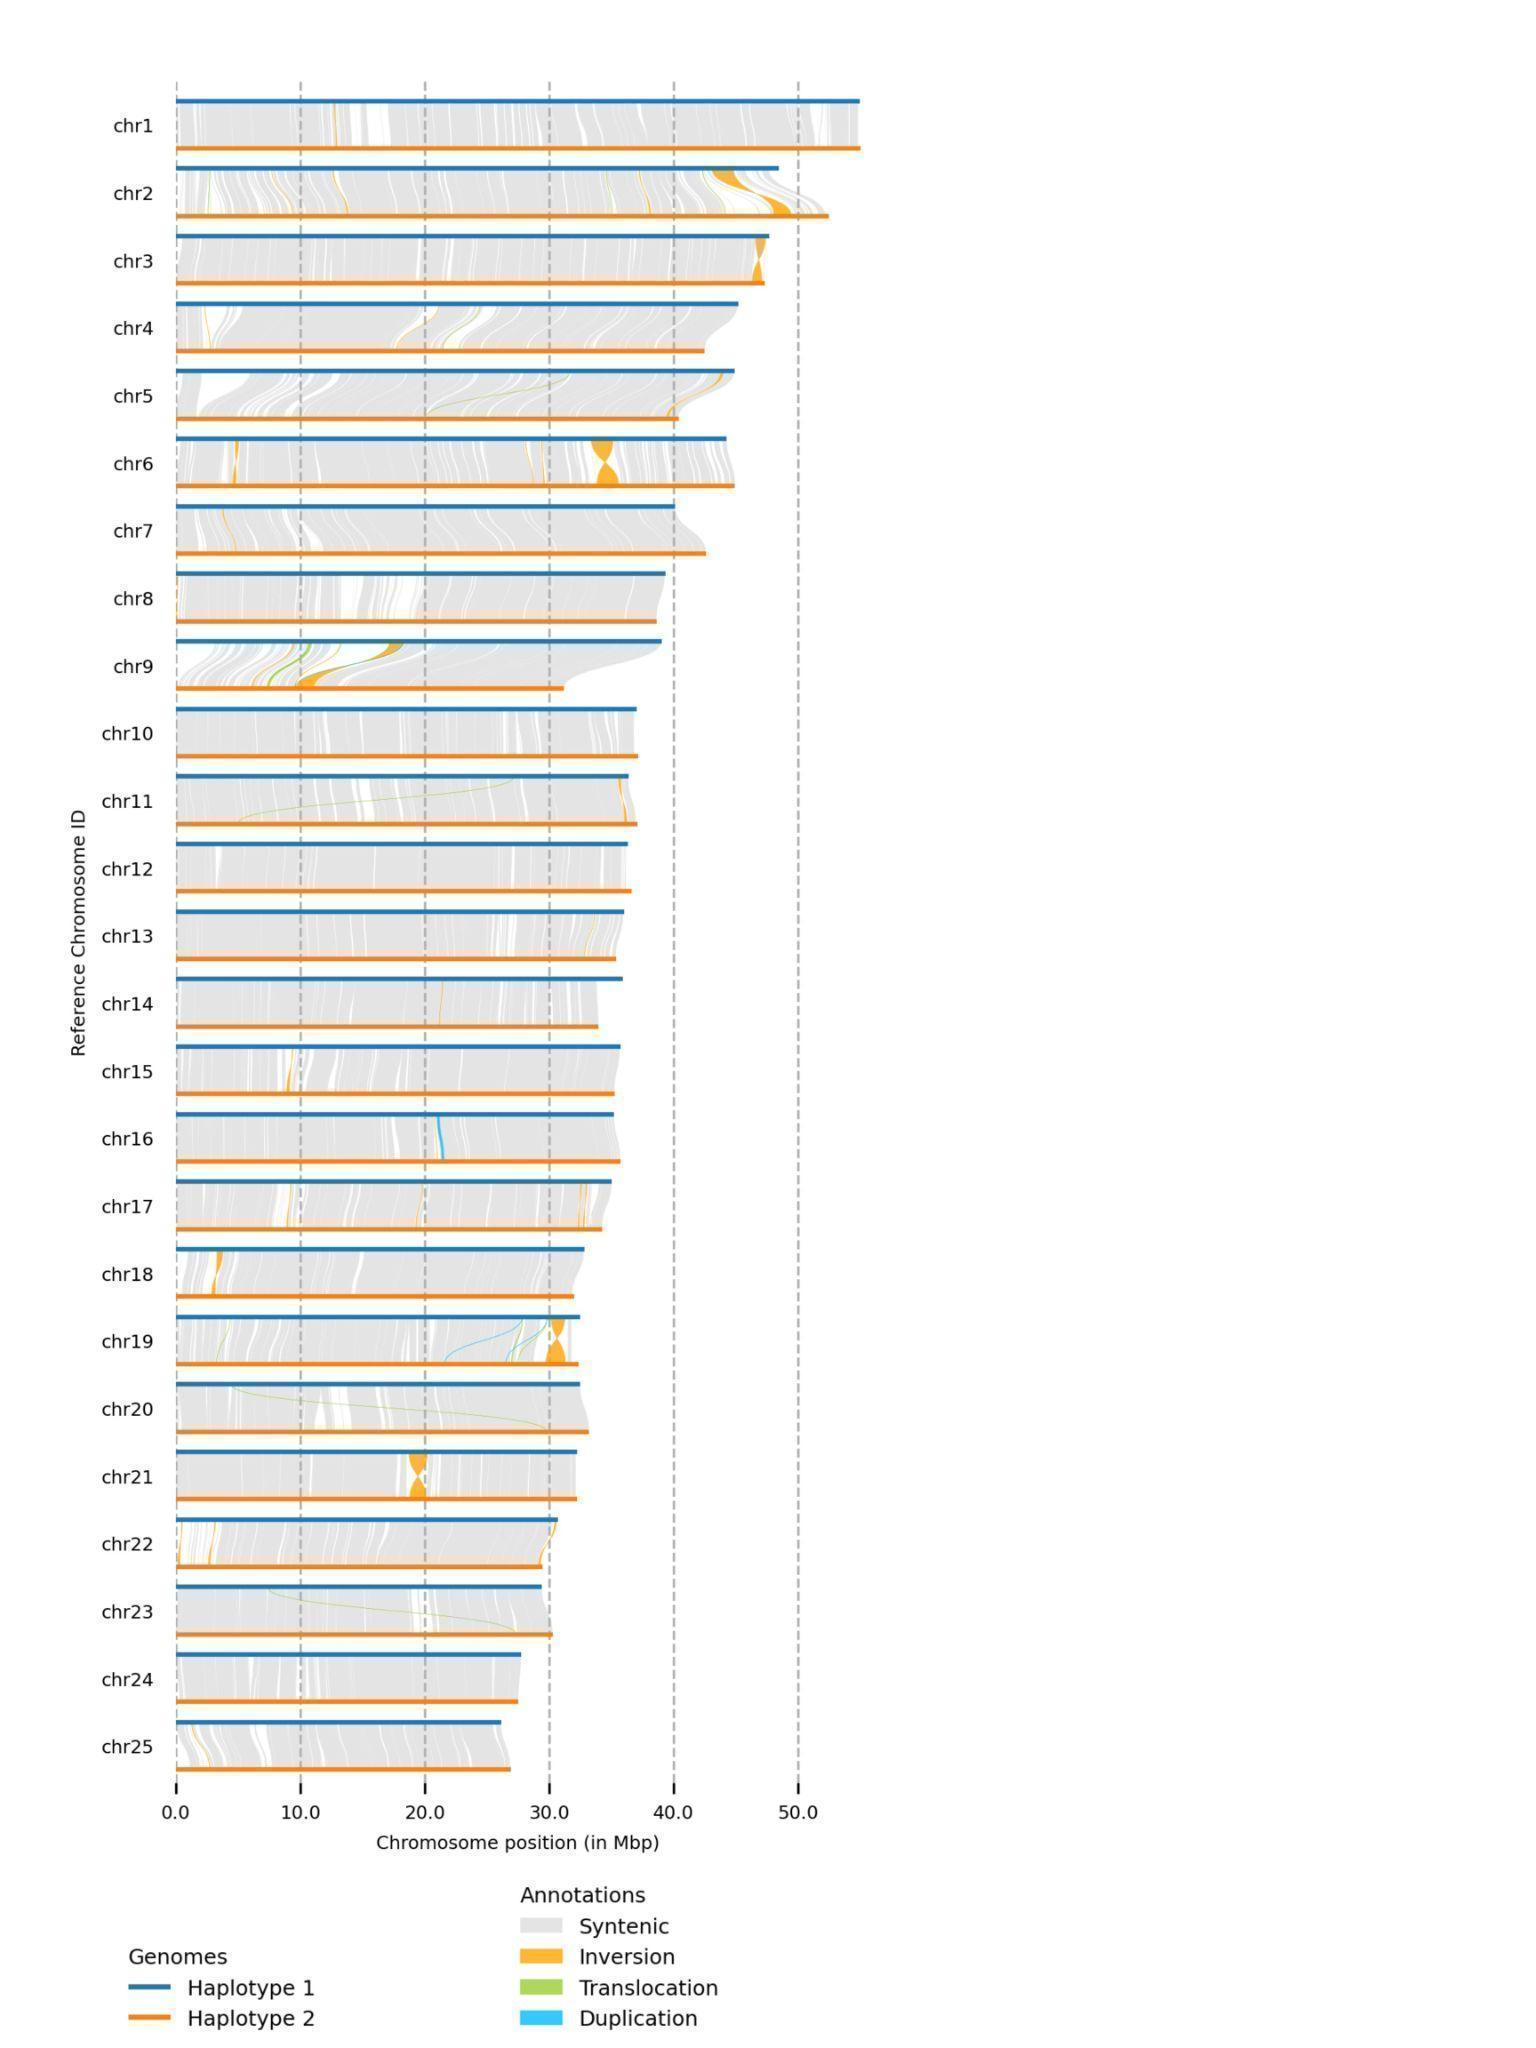 chr1
chr2
chr3
chr4
chr5
chr6
chr7
chr8
chr9
chr10
chr11
chr12
chr13
chr14
chr15
chr16
chr17
chr18
chr19
chr20
chr21
chr22
chr23
chr24
chr25
Reference Chromosome ID
0.0 10.0 20.0 30.0 40.0 50.0
Chromosome position (in Mbp)
Genomes
Haplotype 1
Haplotype 2
Annotations
Syntenic
Inversion
Translocation
Duplication